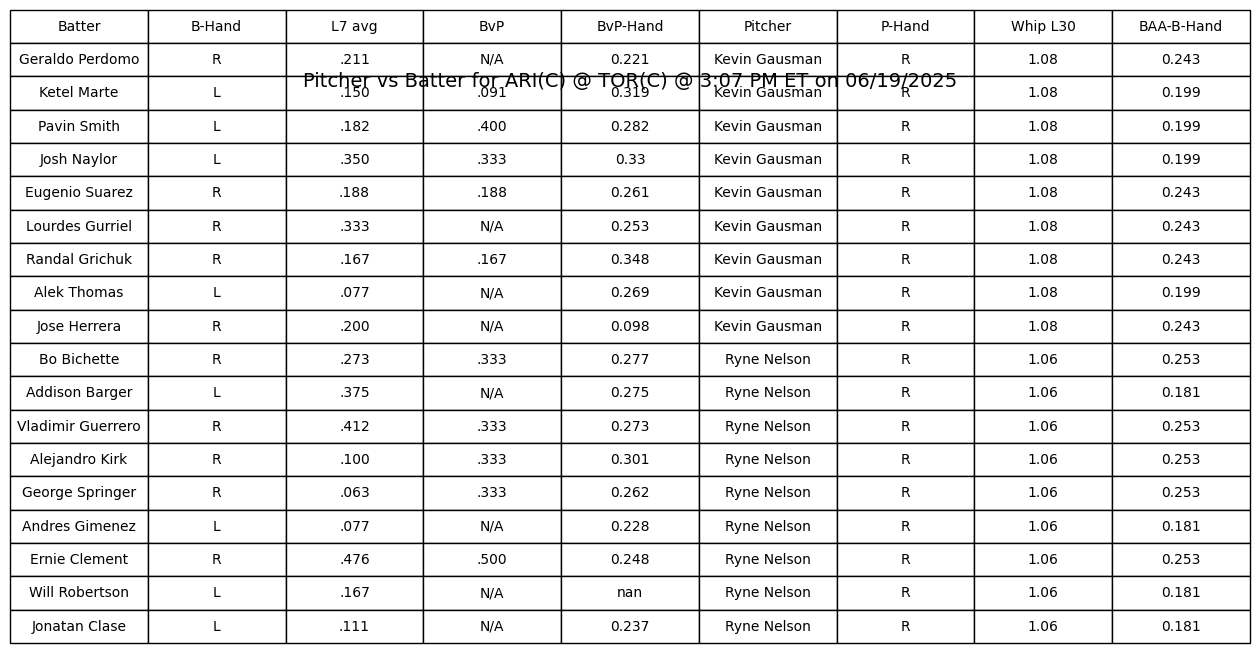 Batter B-Hand L7 avg BvP BvP-Hand Pitcher P-Hand Whip L30 BAA-B-Hand
Geraldo Perdomo R .211 N/A 0.221 Kevin Gausman R 1.08 0.243
Pitcher vs Batter for ARI(C) @ TOR(C) @ 3:07 PM ET on 06/19/2025
Ketel Marte L .150 .091 0.319 Kevin Gausman R 1.08 0.199
Pavin Smith L .182 .400 0.282 Kevin Gausman R 1.08 0.199
Josh Naylor L .350 .333 0.33 Kevin Gausman R 1.08 0.199
Eugenio Suarez R .188 .188 0.261 Kevin Gausman R 1.08 0.243
Lourdes Gurriel R .333 N/A 0.253 Kevin Gausman R 1.08 0.243
Randal Grichuk R .167 .167 0.348 Kevin Gausman R 1.08 0.243
Alek Thomas L .077 N/A 0.269 Kevin Gausman R 1.08 0.199
Jose Herrera R .200 N/A 0.098 Kevin Gausman R 1.08 0.243
Bo Bichette R .273 .333 0.277 Ryne Nelson R 1.06 0.253
Addison Barger L .375 N/A 0.275 Ryne Nelson R 1.06 0.181
Vladimir Guerrero R .412 .333 0.273 Ryne Nelson R 1.06 0.253
Alejandro Kirk R .100 .333 0.301 Ryne Nelson R 1.06 0.253
George Springer R .063 .333 0.262 Ryne Nelson R 1.06 0.253
Andres Gimenez L .077 N/A 0.228 Ryne Nelson R 1.06 0.181
Ernie Clement R .476 .500 0.248 Ryne Nelson R 1.06 0.253
Will Robertson L .167 N/A nan Ryne Nelson R 1.06 0.181
Jonatan Clase L .111 N/A 0.237 Ryne Nelson R 1.06 0.181